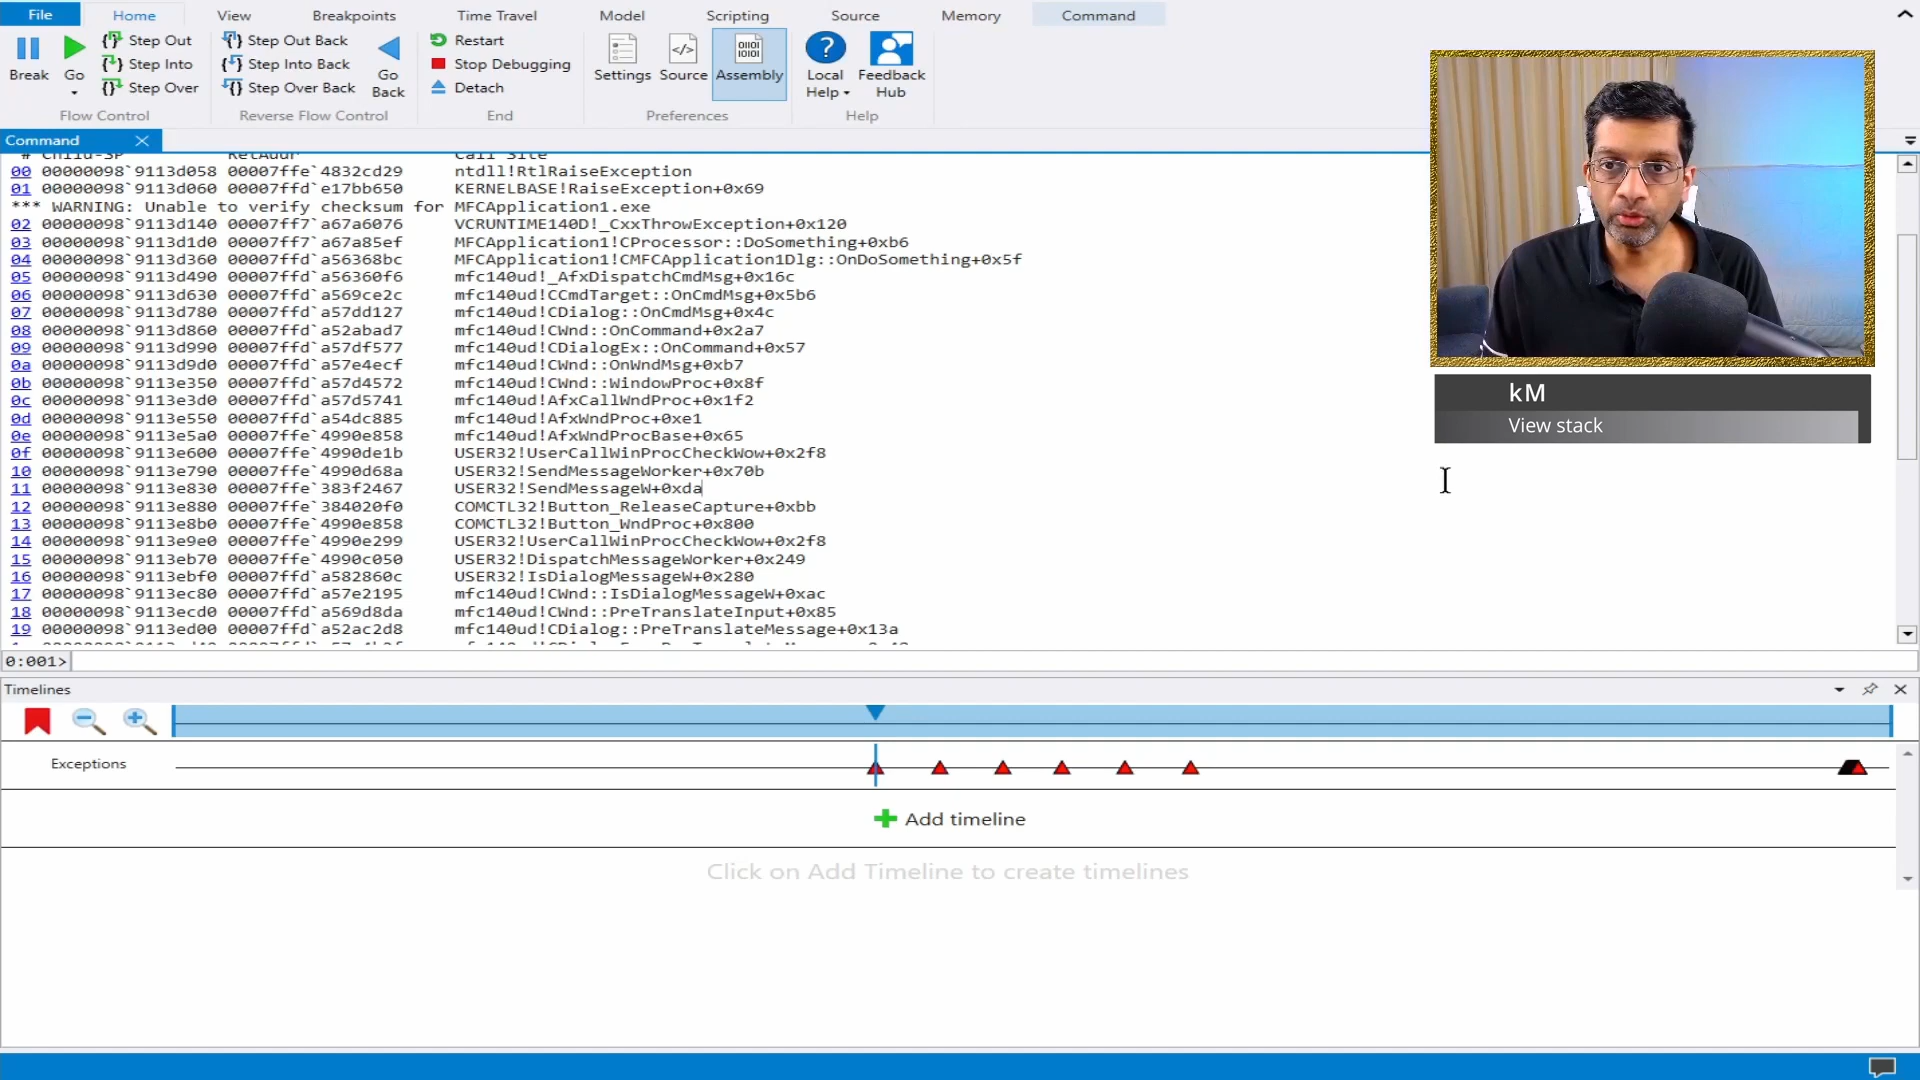 File Home View Breakpoints Time Travel Model Scripting Source Memory Command
Break
Go
Step Out
Step Into
Step Over
Flow Control
Step Out Back
Step Into Back
Step Over Back
Go Back
Reverse Flow Control
Restart
Stop Debugging
Detach
End
Settings Source Assembly
Preferences
Local Help
Feedback Hub
Help
Command
# Child-SP RetAddr Call Site
00 00000098`9113d058 00007ffe`4832cd29 ntdll!RtlRaiseException
01 00000098`9113d060 00007ffd`e17bb650 KERNELBASE!RaiseException+0x69
*** WARNING: Unable to verify checksum for MFCApplication1.exe
02 00000098`9113d140 00007ff7`a67a6076 VCRUNTIME140D!_CxxThrowException+0x120
03 00000098`9113d1d0 00007ff7`a67a85ef MFCApplication1!CProcessor::DoSomething+0xb6
04 00000098`9113d360 00007ffd`a56368bc MFCApplication1!CMFCApplication1Dlg::OnDoSomething+0x5f
05 00000098`9113d490 00007ffd`a56360f6 mfc140ud!_AfxDispatchCmdMsg+0x16c
06 00000098`9113d630 00007ffd`a569ce2c mfc140ud!CCmdTarget::OnCmdMsg+0x5b6
07 00000098`9113d780 00007ffd`a57dd127 mfc140ud!CDialog::OnCmdMsg+0x4c
08 00000098`9113d860 00007ffd`a52abad7 mfc140ud!CWnd::OnCommand+0x2a7
09 00000098`9113d990 00007ffd`a57df577 mfc140ud!CDialogEx::OnCommand+0x57
0a 00000098`9113d9d0 00007ffd`a57e4ecf mfc140ud!CWnd::OnWndMsg+0xb7
0b 00000098`9113e350 00007ffd`a57d4572 mfc140ud!CWnd::WindowProc+0x8f
0c 00000098`9113e3d0 00007ffd`a57d5741 mfc140ud!AfxCallWndProc+0x1f2
0d 00000098`9113e550 00007ffd`a54dc885 mfc140ud!AfxWndProc+0xe1
0e 00000098`9113e5a0 00007ffe`4990e858 mfc140ud!AfxWndProcBase+0x65
0f 00000098`9113e600 00007ffe`4990de1b USER32!UserCallWinProcCheckWow+0x2f8
10 00000098`9113e790 00007ffe`4990d68a USER32!SendMessageWorker+0x70b
11 00000098`9113e830 00007ffe`383f2467 USER32!SendMessageW+0xda
12 00000098`9113e880 00007ffe`384020f0 COMCTL32!Button_ReleaseCapture+0xbb
13 00000098`9113e8b0 00007ffe`4990e858 COMCTL32!Button_WndProc+0x800
14 00000098`9113e9e0 00007ffe`4990e299 USER32!UserCallWinProcCheckWow+0x2f8
15 00000098`9113eb70 00007ffe`4990c050 USER32!DispatchMessageWorker+0x249
16 00000098`9113ebf0 00007ffd`a582860c USER32!IsDialogMessageW+0x280
17 00000098`9113ec80 00007ffd`a57e2195 mfc140ud!CWnd::IsDialogMessageW+0xac
18 00000098`9113ecd0 00007ffd`a569d8da mfc140ud!CWnd::PreTranslateInput+0x85
19 00000098`9113ed00 00007ffd`a52ac2d8 mfc140ud!CDialog::PreTranslateMessage+0x13a
kM
View stack
0:001>
Timelines
Exceptions
Add timeline
Click on Add Timeline to create timelines